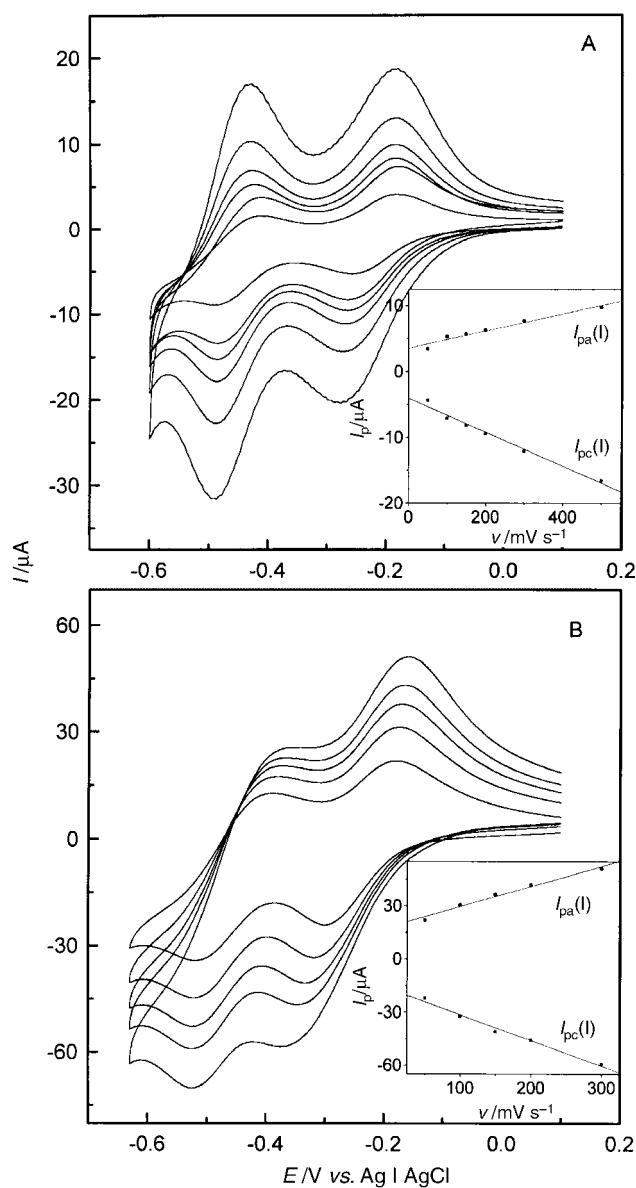 A
20
10
0
-10
-20
-30
-0.6
-0.4
-0.2
0.0
0.2
10
0
-10
-20
0
200
400
I_p/μA
v /mV s⁻¹
I_pa(I)
I_pc(I)
I /μA
B
60
30
0
-30
-60
-0.6
-0.4
-0.2
0.0
0.2
30
0
-30
-60
100
200
300
I_p/μA
v /mV s⁻¹
I_pa(I)
I_pc(I)
E /V vs. Ag I AgCl